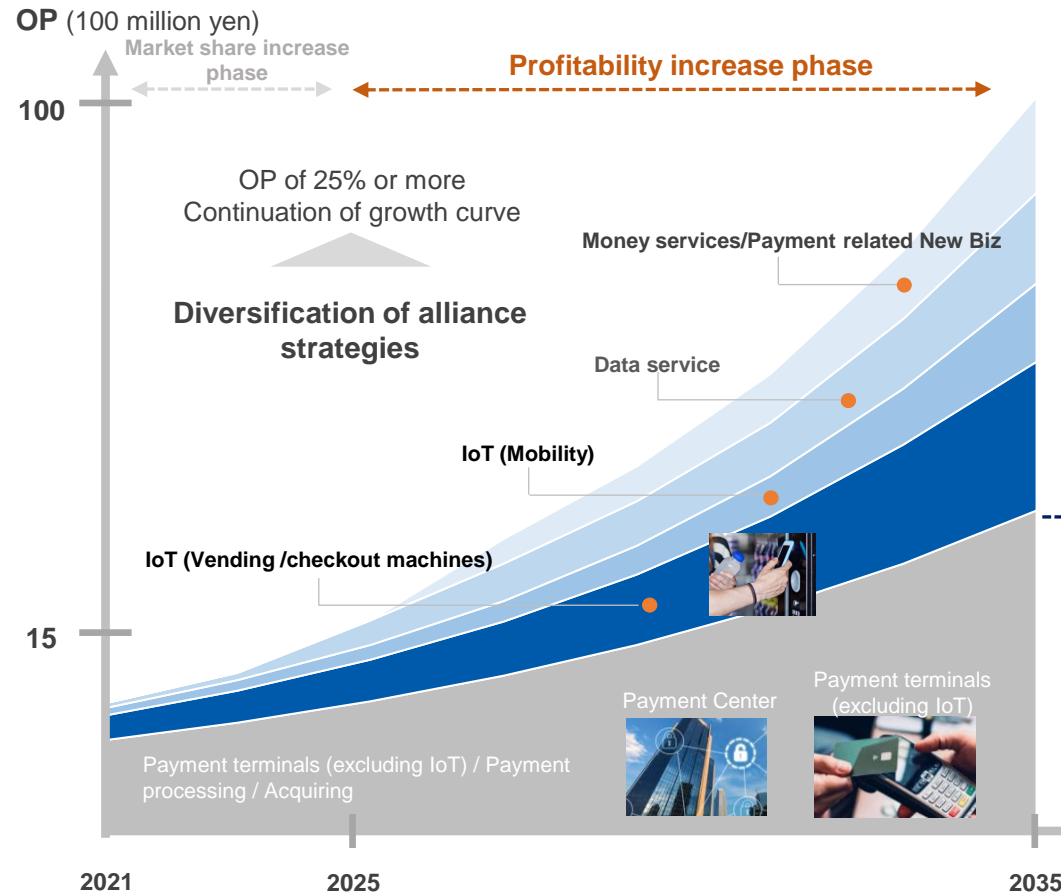 OP (100 million yen)
Market share increase
phase
Profitability increase phase
100
OP of 25% or more
Continuation of growth curve
Diversification of alliance
strategies
Money services/Payment related New Biz
Data service
IoT (Mobility)
IoT (Vending /checkout machines)
15
Payment Center
Payment terminals
(excluding IoT)
Payment terminals (excluding IoT) / Payment
processing / Acquiring
2021
2025
2035